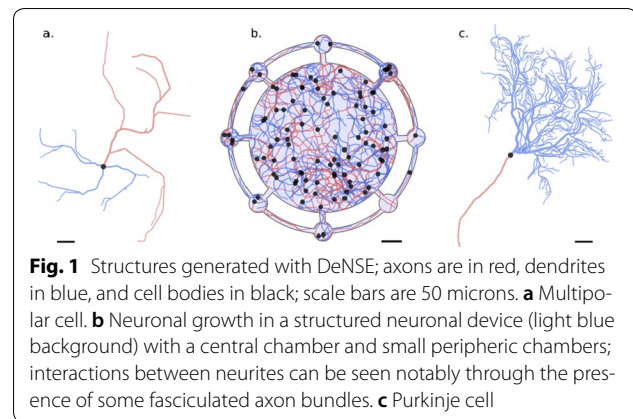 a. b. c.
Fig. 1 Structures generated with DeNSE; axons are in red, dendrites
in blue, and cell bodies in black; scale bars are 50 microns. a Multipo-
lar cell. b Neuronal growth in a structured neuronal device (light blue
background) with a central chamber and small peripheric chambers;
interactions between neurites can be seen notably through the pres-
ence of some fasciculated axon bundles. c Purkinje cell